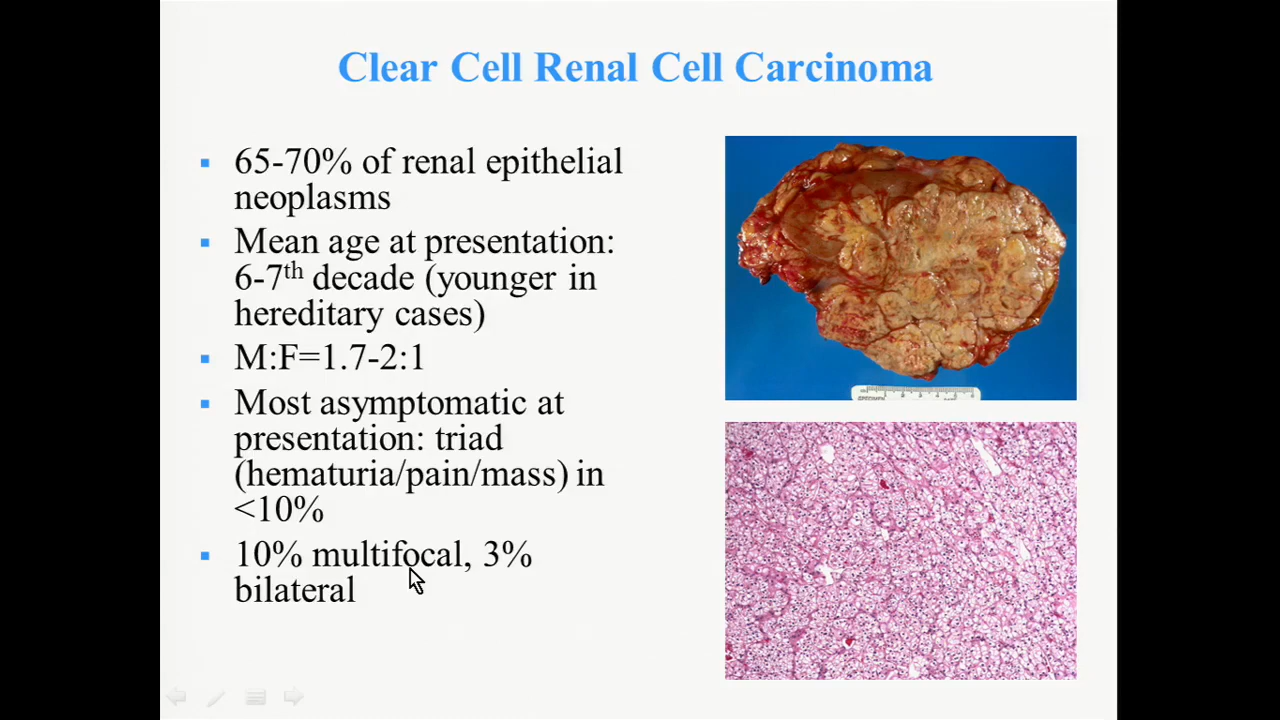 Clear Cell Renal Cell Carcinoma
▪ 65-70% of renal epithelial
neoplasms
▪ Mean age at presentation:
6-7th decade (younger in
hereditary cases)
▪ M:F=1.7-2:1
▪ Most asymptomatic at
presentation: triad
(hematuria/pain/mass) in
<10%
▪ 10% multifocal, 3%
bilateral
SPECIMEN